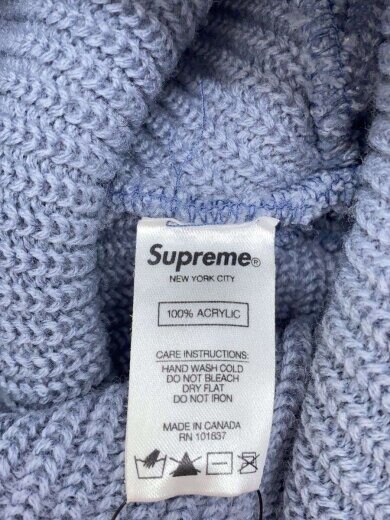 Supreme®
NEW YORK CITY
100% ACRYLIC
CARE INSTRUCTIONS:
HAND WASH COLD
DO NOT BLEACH
DRY FLAT
DO NOT IRON
MADE IN CANADA
RN 101837